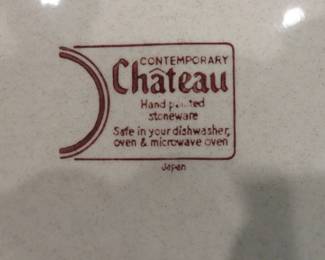 CONTEMPORARY
Château
Hand painted
stoneware
Safe in your dishwasher,
oven & microwave oven
Japan